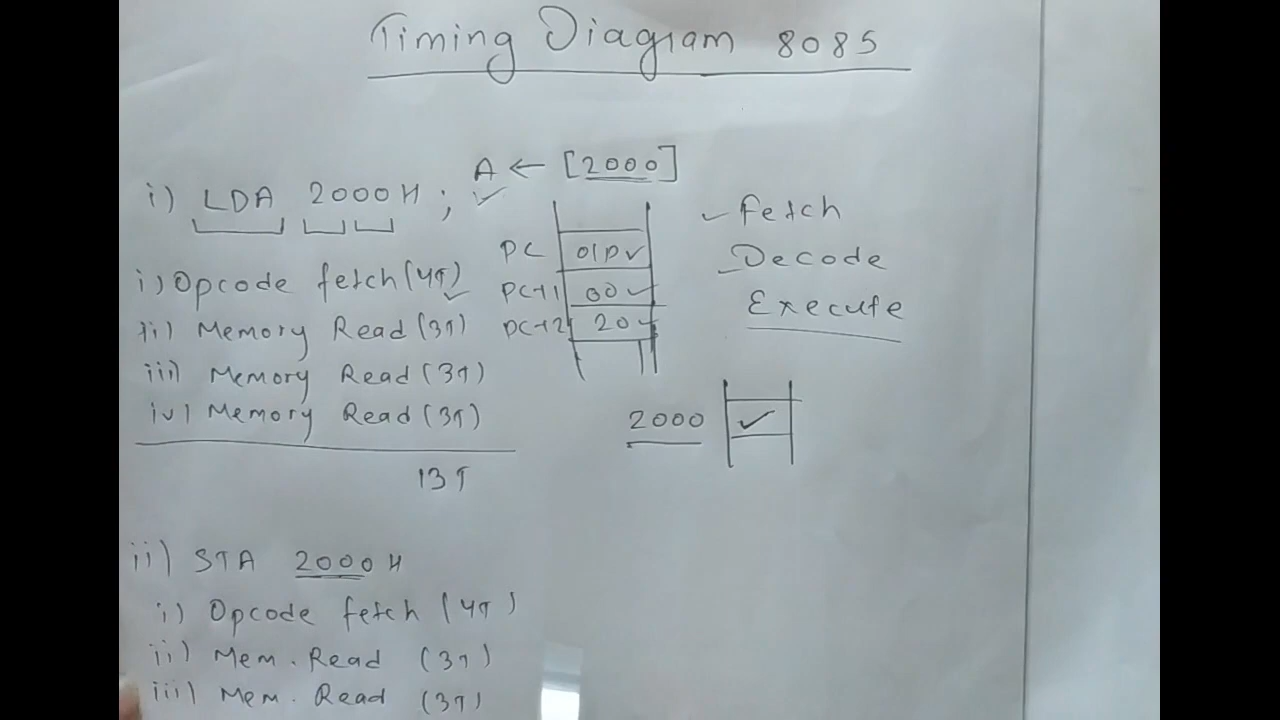 Timing Diagram 8085
A ← [2000]
i) LDA 2000H ;
i) Opcode fetch (4T)
ii) Memory Read (3T)
iii) Memory Read (3T)
iv) Memory Read (3T)
13T
PC O/P
PC+1 00
PC+2 20
Fetch
Decode
Execute
2000
ii) STA 2000H
i) Opcode fetch (4T)
ii) Mem. Read (3T)
iii) Mem. Read (3T)